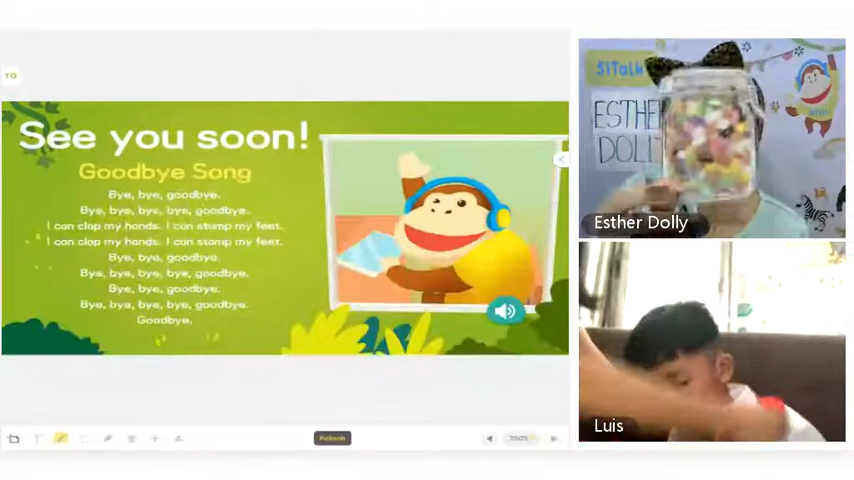 See you soon!
Goodbye Song
Bye, bye, goodbye.
Bye, bye, bye, bye, goodbye.
I can clap my hands. I can stomp my feet.
I can clap my hands. I can stomp my feet.
Bye, bye, goodbye.
Bye, bye, bye, bye, goodbye.
Bye, bye, goodbye.
Bye, bye, bye, bye, goodbye.
Goodbye.
51Talk
ESTHER
DOLL
Esther Dolly
Luis